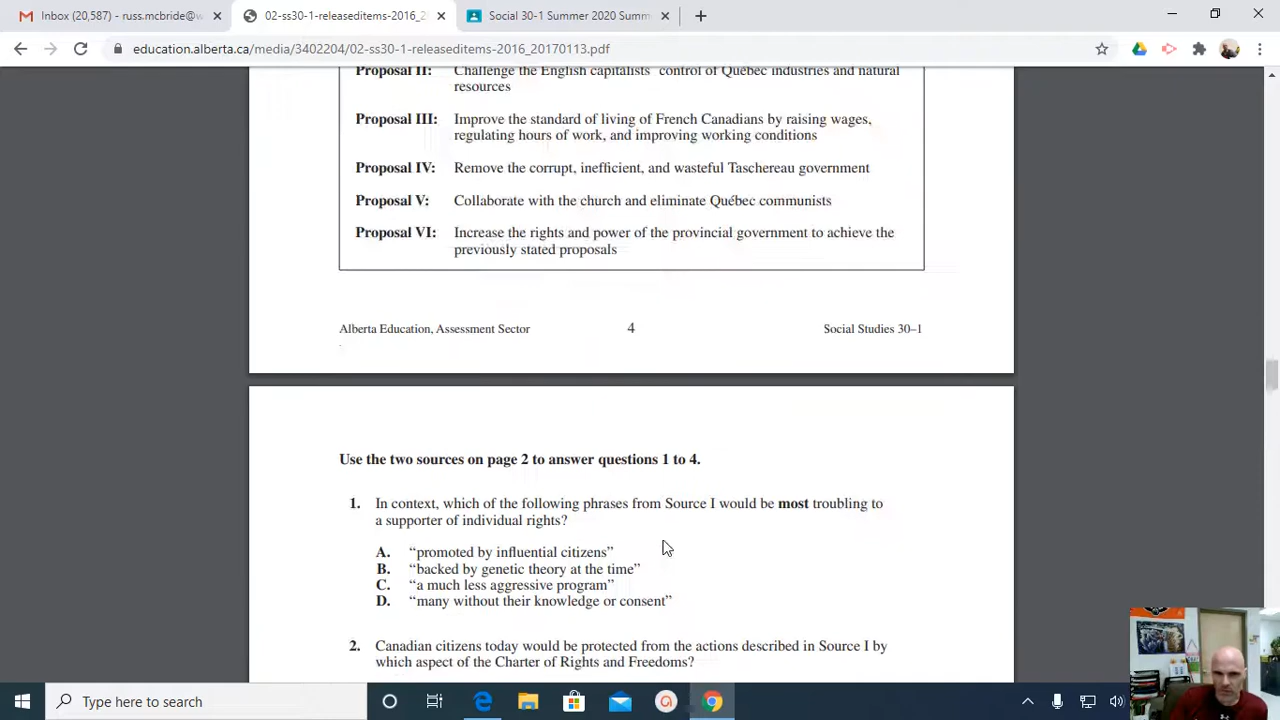 Inbox (20,587) - russ.mcbride@w
02-ss30-1-releaseditems-2016_2
Social 30-1 Summer 2020 Summ
education.alberta.ca/media/3402204/02-ss30-1-releaseditems-2016_20170113.pdf
Proposal II: Challenge the English capitalists' control of Québec industries and natural
resources
Proposal III: Improve the standard of living of French Canadians by raising wages,
regulating hours of work, and improving working conditions
Proposal IV: Remove the corrupt, inefficient, and wasteful Taschereau government
Proposal V: Collaborate with the church and eliminate Québec communists
Proposal VI: Increase the rights and power of the provincial government to achieve the
previously stated proposals
Alberta Education, Assessment Sector 4 Social Studies 30–1
Use the two sources on page 2 to answer questions 1 to 4.
1. In context, which of the following phrases from Source I would be most troubling to
a supporter of individual rights?
A. “promoted by influential citizens”
B. “backed by genetic theory at the time”
C. “a much less aggressive program”
D. “many without their knowledge or consent”
2. Canadian citizens today would be protected from the actions described in Source I by
which aspect of the Charter of Rights and Freedoms?
Type here to search